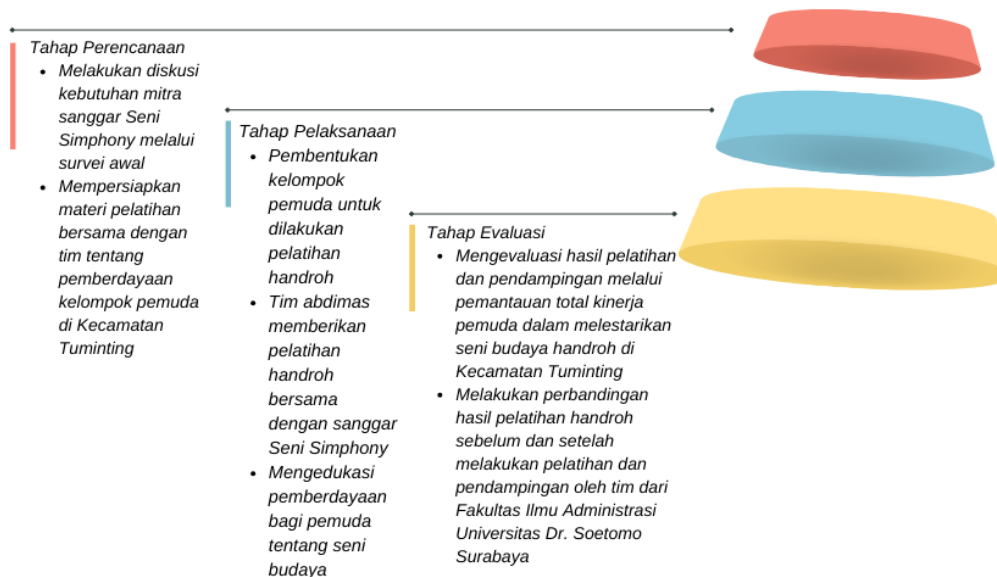 Tahap Perencanaan
• Melakukan diskusi
kebutuhan mitra
sanggar Seni
Simphony melalui
survei awal
• Mempersiapkan
materi pelatihan
bersama dengan
tim tentang
pemberdayaan
kelompok pemuda
di Kecamatan
Tuminting
Tahap Pelaksanaan
• Pembentukan
kelompok
pemuda untuk
dilakukan
pelatihan
handroh
• Tim abdimas
memberikan
pelatihan
handroh
bersama
dengan sanggar
Seni Simphony
• Mengedukasi
pemberdayaan
bagi pemuda
tentang seni
budaya
Tahap Evaluasi
• Mengevaluasi hasil pelatihan
dan pendampingan melalui
pemantauan total kinerja
pemuda dalam melestarikan
seni budaya handroh di
Kecamatan Tuminting
• Melakukan perbandingan
hasil pelatihan handroh
sebelum dan setelah
melakukan pelatihan dan
pendampingan oleh tim dari
Fakultas Ilmu Administrasi
Universitas Dr. Soetomo
Surabaya